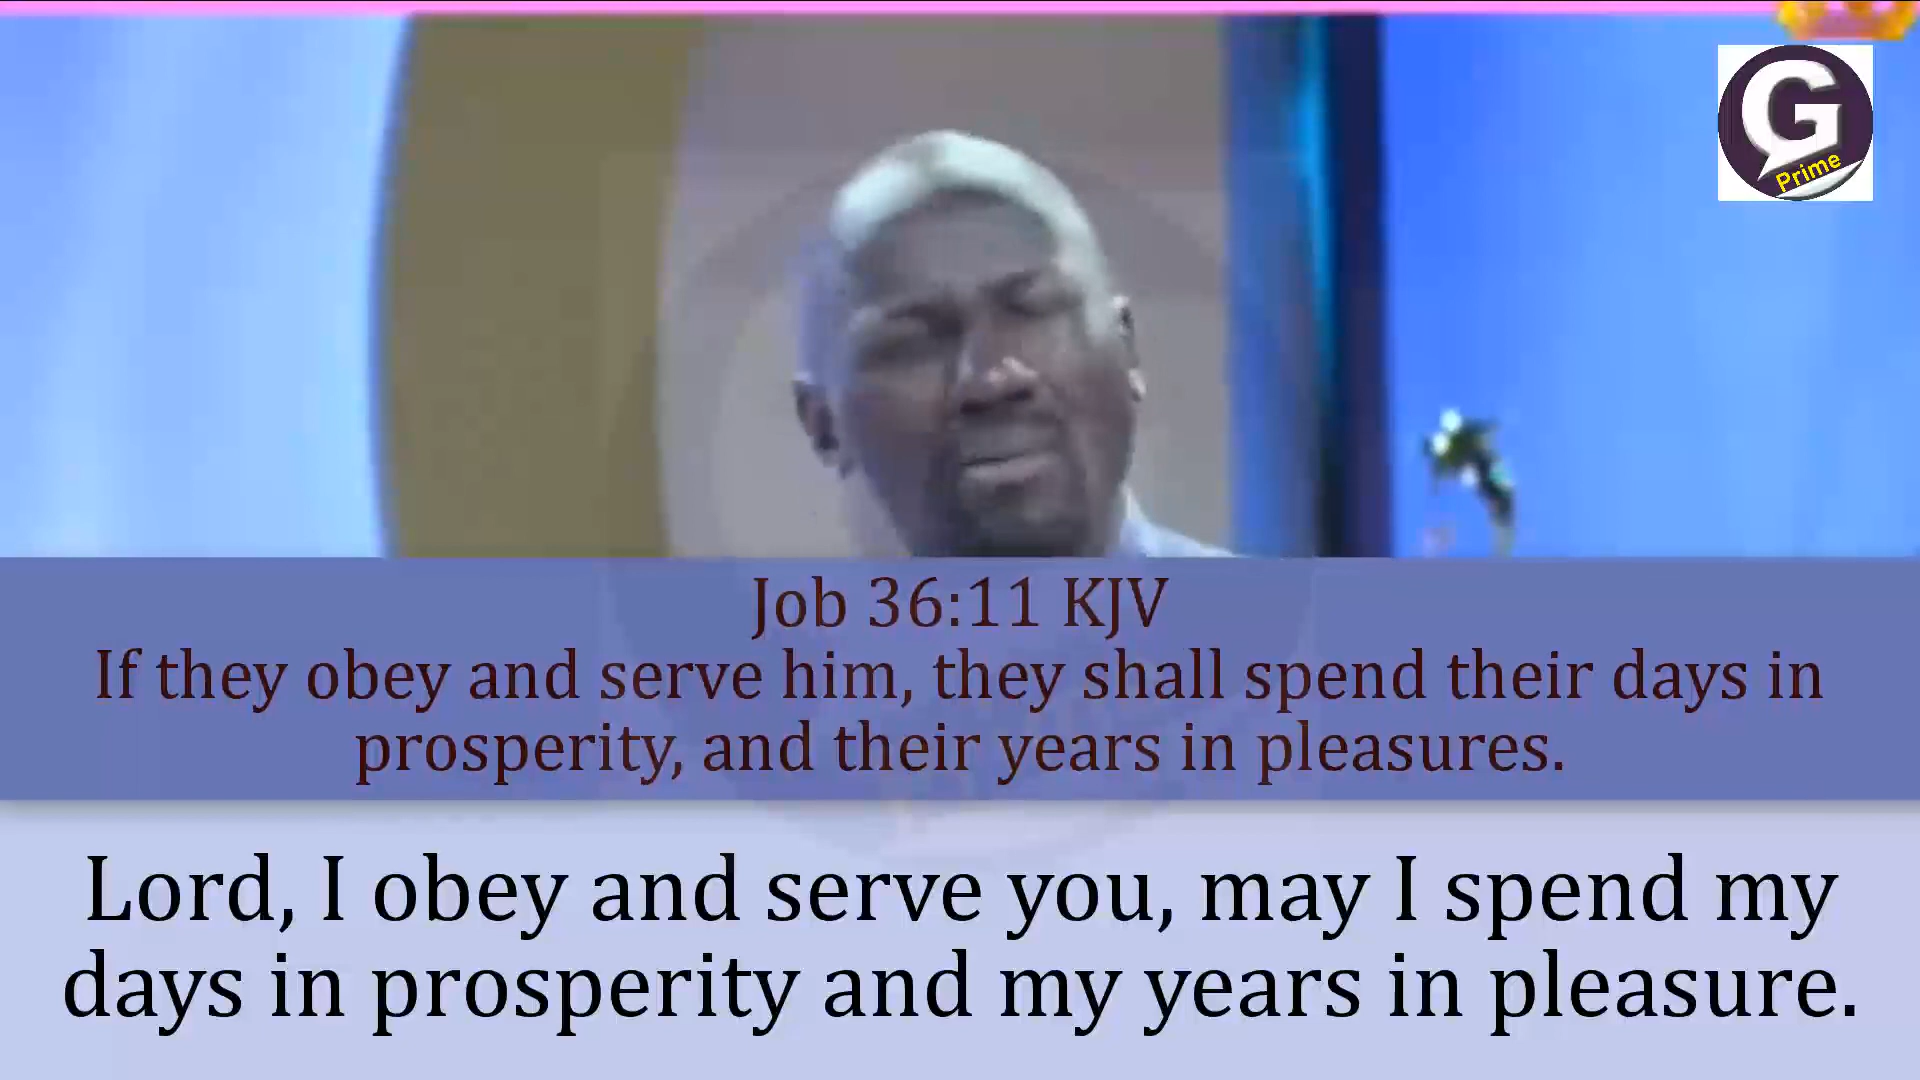 G
Prime
Job 36:11 KJV
If they obey and serve him, they shall spend their days in
prosperity, and their years in pleasures.
Lord, I obey and serve you, may I spend my
days in prosperity and my years in pleasure.